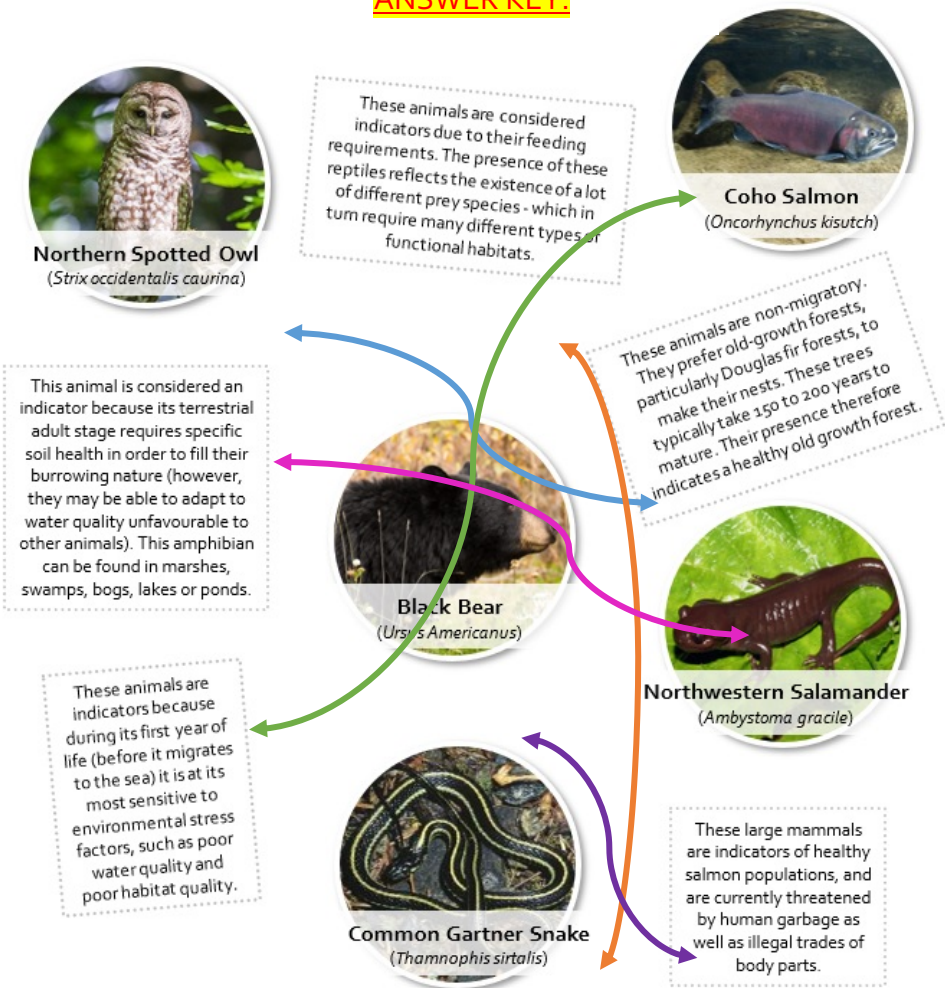 ANSWER KEY:
These animals are considered
indicators due to their feeding
requirements. The presence of these
reptiles reflects the existence of a lot
of different prey species - which in
turn require many different types of
functional habitats.
Coho Salmon
(Oncorhynchus kisutch)
Northern Spotted Owl
(Strix occidentalis caurina)
These animals are non-migratory.
They prefer old-growth forests,
particularly Douglas fir forests, to
make their nests. These trees
typically take 150 to 200 years to
mature. Their presence therefore
indicates a healthy old growth forest.
This animal is considered an
indicator because its terrestrial
adult stage requires specific
soil health in order to fill their
burrowing nature (however,
they may be able to adapt to
water quality unfavourable to
other animals). This amphibian
can be found in marshes,
swamps, bogs, lakes or ponds.
Black Bear
(Ursus Americanus)
Northwestern Salamander
(Ambystoma gracile)
These animals are
indicators because
during its first year of
life (before it migrates
to the sea) it is at its
most sensitive to
environmental stress
factors, such as poor
water quality and
poor habitat quality.
Common Gartner Snake
(Thamnophis sirtalis)
These large mammals
are indicators of healthy
salmon populations, and
are currently threatened
by human garbage as
well as illegal trades of
body parts.